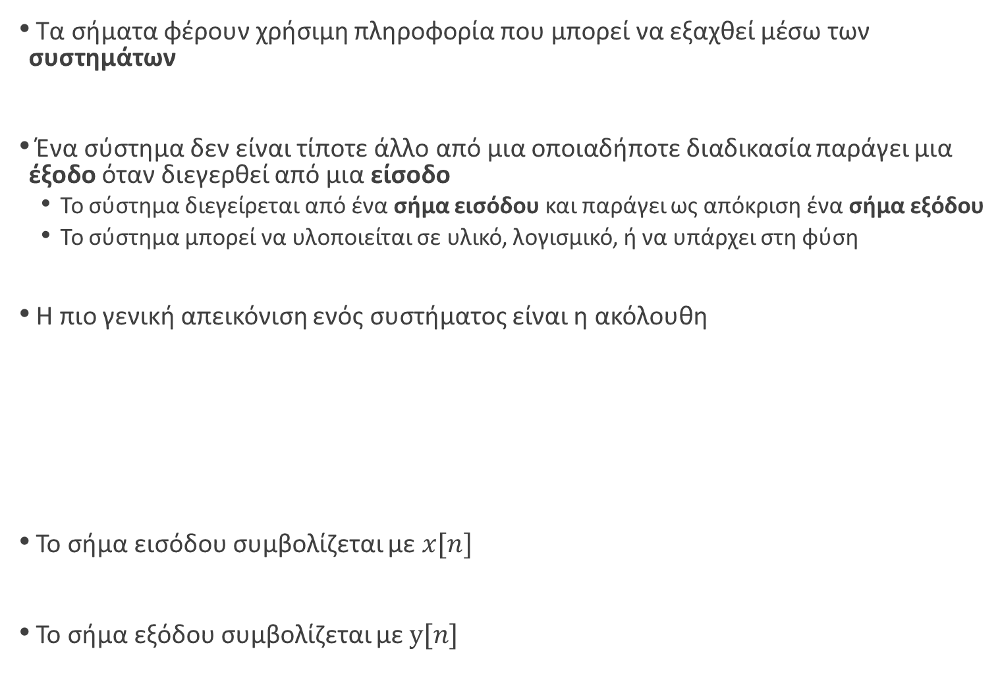 • Τα σήματα φέρουν χρήσιμη πληροφορία που μπορεί να εξαχθεί μέσω των
συστημάτων
• Ένα σύστημα δεν είναι τίποτε άλλο από μια οποιαδήποτε διαδικασία παράγει μια
έξοδο όταν διεγερθεί από μια είσοδο
• Το σύστημα διεγείρεται από ένα σήμα εισόδου και παράγει ως απόκριση ένα σήμα εξόδου
• Το σύστημα μπορεί να υλοποιείται σε υλικό, λογισμικό, ή να υπάρχει στη φύση
• Η πιο γενική απεικόνιση ενός συστήματος είναι η ακόλουθη
• Το σήμα εισόδου συμβολίζεται με x[n]
• Το σήμα εξόδου συμβολίζεται με y[n]